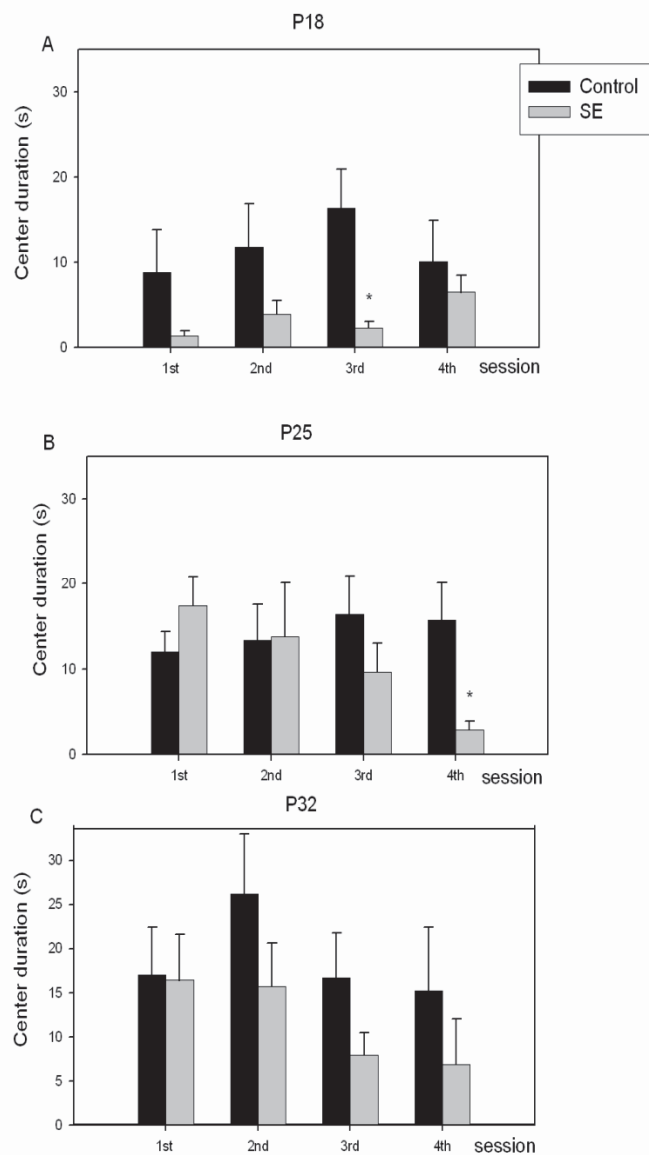 P18
A
Control
SE
Center duration (s)
30
20
10
0
*
1st 2nd 3rd 4th session
P25
B
Center duration (s)
30
20
10
0
*
1st 2nd 3rd 4th session
P32
C
Center duration (s)
30
25
20
15
10
5
0
1st 2nd 3rd 4th session